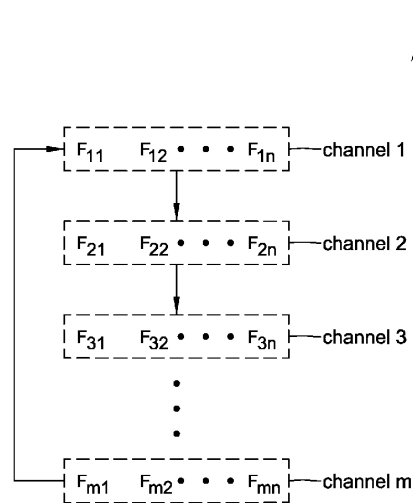 F11 F12 • • • F1n channel 1
F21 F22 • • • F2n channel 2
F31 F32 • • • F3n channel 3
Fm1 Fm2 • • • Fmn channel m